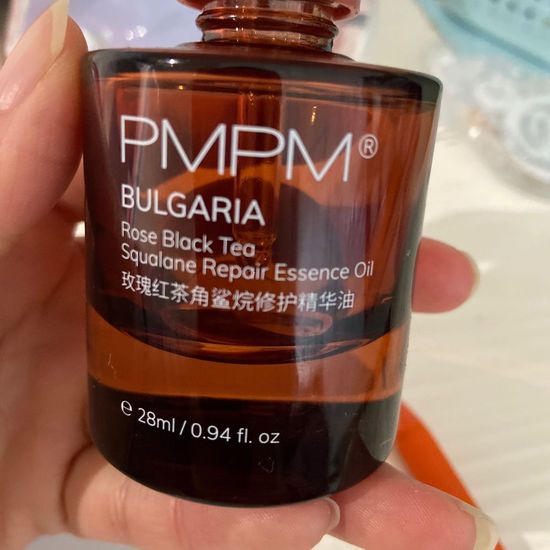 PMPM®
BULGARIA
Rose Black Tea
Squalane Repair Essence Oil
玫瑰红茶角鲨烷修护精华油
℮ 28ml / 0.94 fl. oz